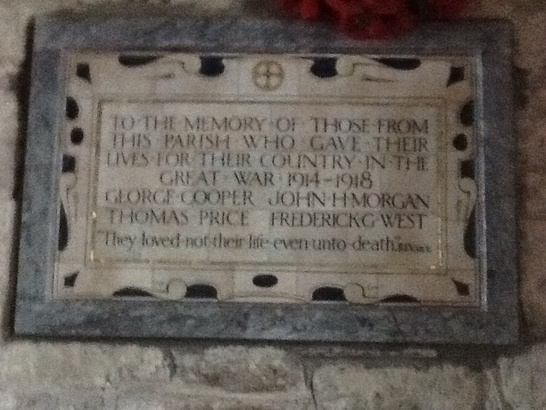 TO·THE·MEMORY·OF·THOSE·FROM
THIS·PARISH·WHO·GAVE·THEIR
LIVES·FOR·THEIR·COUNTRY·IN·THE
GREAT·WAR·1914-1918
GEORGE·COOPER JOHN·H·MORGAN
THOMAS PRICE FREDERICK·G·WEST
"They·loved·not·their·life·even·unto·death."